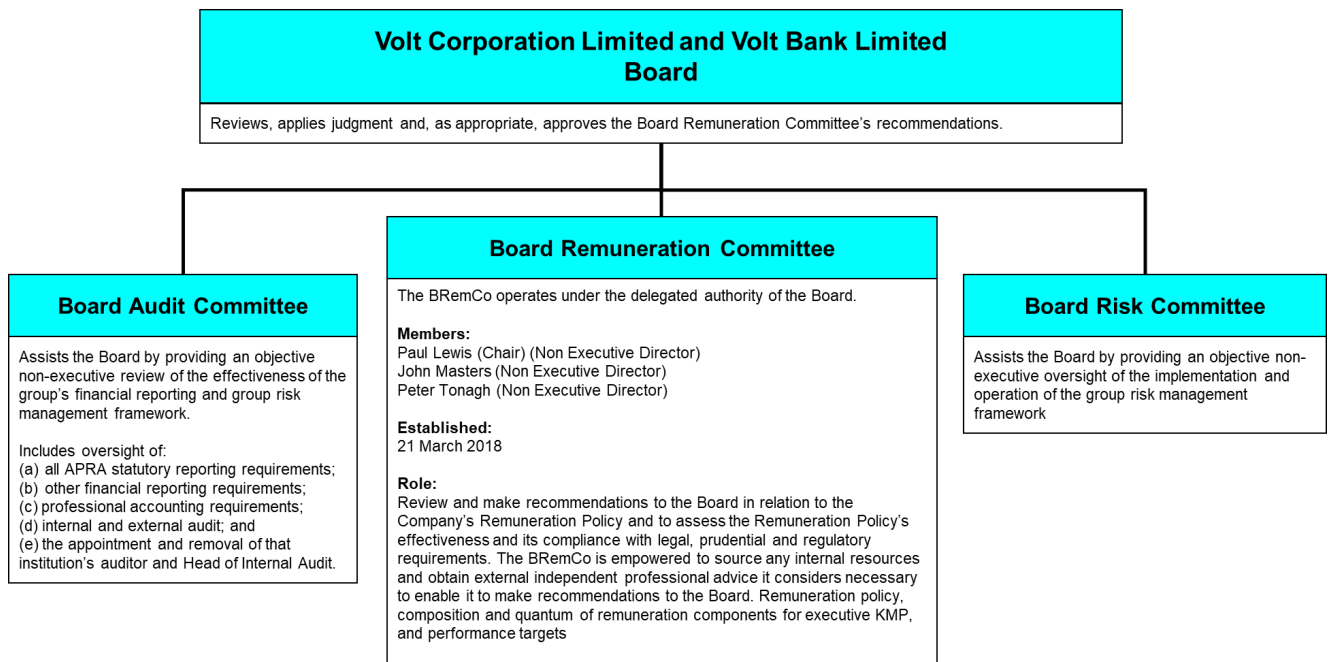 Volt Corporation Limited and Volt Bank Limited
Board
Reviews, applies judgment and, as appropriate, approves the Board Remuneration Committee's recommendations.
Board Audit Committee
Assists the Board by providing an objective
non-executive review of the effectiveness of the
group's financial reporting and group risk
management framework.
Includes oversight of:
(a) all APRA statutory reporting requirements;
(b) other financial reporting requirements;
(c) professional accounting requirements;
(d) internal and external audit; and
(e) the appointment and removal of that
institution's auditor and Head of Internal Audit.
Board Remuneration Committee
The BRemCo operates under the delegated authority of the Board.
Members:
Paul Lewis (Chair) (Non Executive Director)
John Masters (Non Executive Director)
Peter Tonagh (Non Executive Director)
Established:
21 March 2018
Role:
Review and make recommendations to the Board in relation to the
Company's Remuneration Policy and to assess the Remuneration Policy's
effectiveness and its compliance with legal, prudential and regulatory
requirements. The BRemCo is empowered to source any internal resources
and obtain external independent professional advice it considers necessary
to enable it to make recommendations to the Board. Remuneration policy,
composition and quantum of remuneration components for executive KMP,
and performance targets
Board Risk Committee
Assists the Board by providing an objective non-
executive oversight of the implementation and
operation of the group risk management
framework